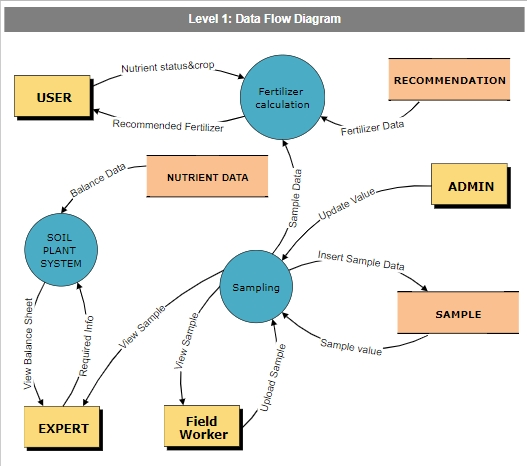 Level 1: Data Flow Diagram
Nutrient status&crop
USER
Fertilizer
calculation
RECOMMENDATION
Recommended Fertilizer
Fertilizer Data
Balance Data
NUTRIENT DATA
Sample Data
ADMIN
Update Value
SOIL
PLANT
SYSTEM
Sampling
Insert Sample Data
SAMPLE
Sample value
View Balance Sheet
Required Info
View Sample
View Sample
Upload Sample
EXPERT
Field
Worker